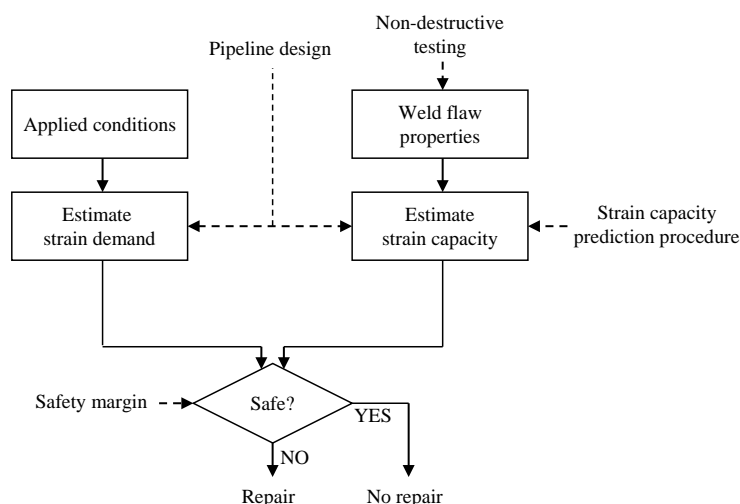 Non-destructive
testing
Pipeline design
Applied conditions
Weld flaw
properties
Estimate
strain demand
Estimate
strain capacity
Strain capacity
prediction procedure
Safety margin
Safe?
YES
NO
Repair
No repair